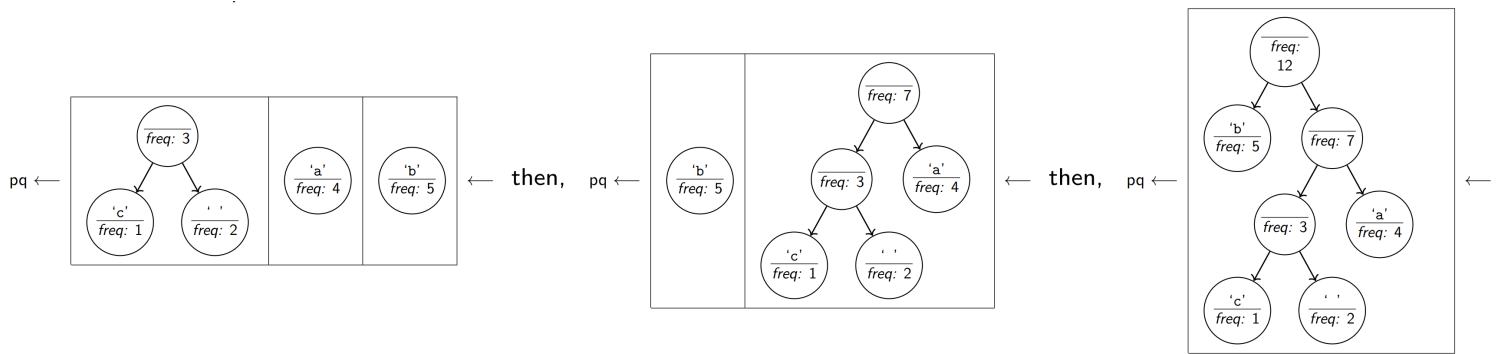 pq ←
freq: 3
'c'
freq: 1
' '
freq: 2
'a'
freq: 4
'b'
freq: 5
← then,
pq ←
'b'
freq: 5
freq: 7
freq: 3
'a'
freq: 4
'c'
freq: 1
' '
freq: 2
← then,
pq ←
freq:
12
'b'
freq: 5
freq: 7
freq: 3
'a'
freq: 4
'c'
freq: 1
' '
freq: 2
←